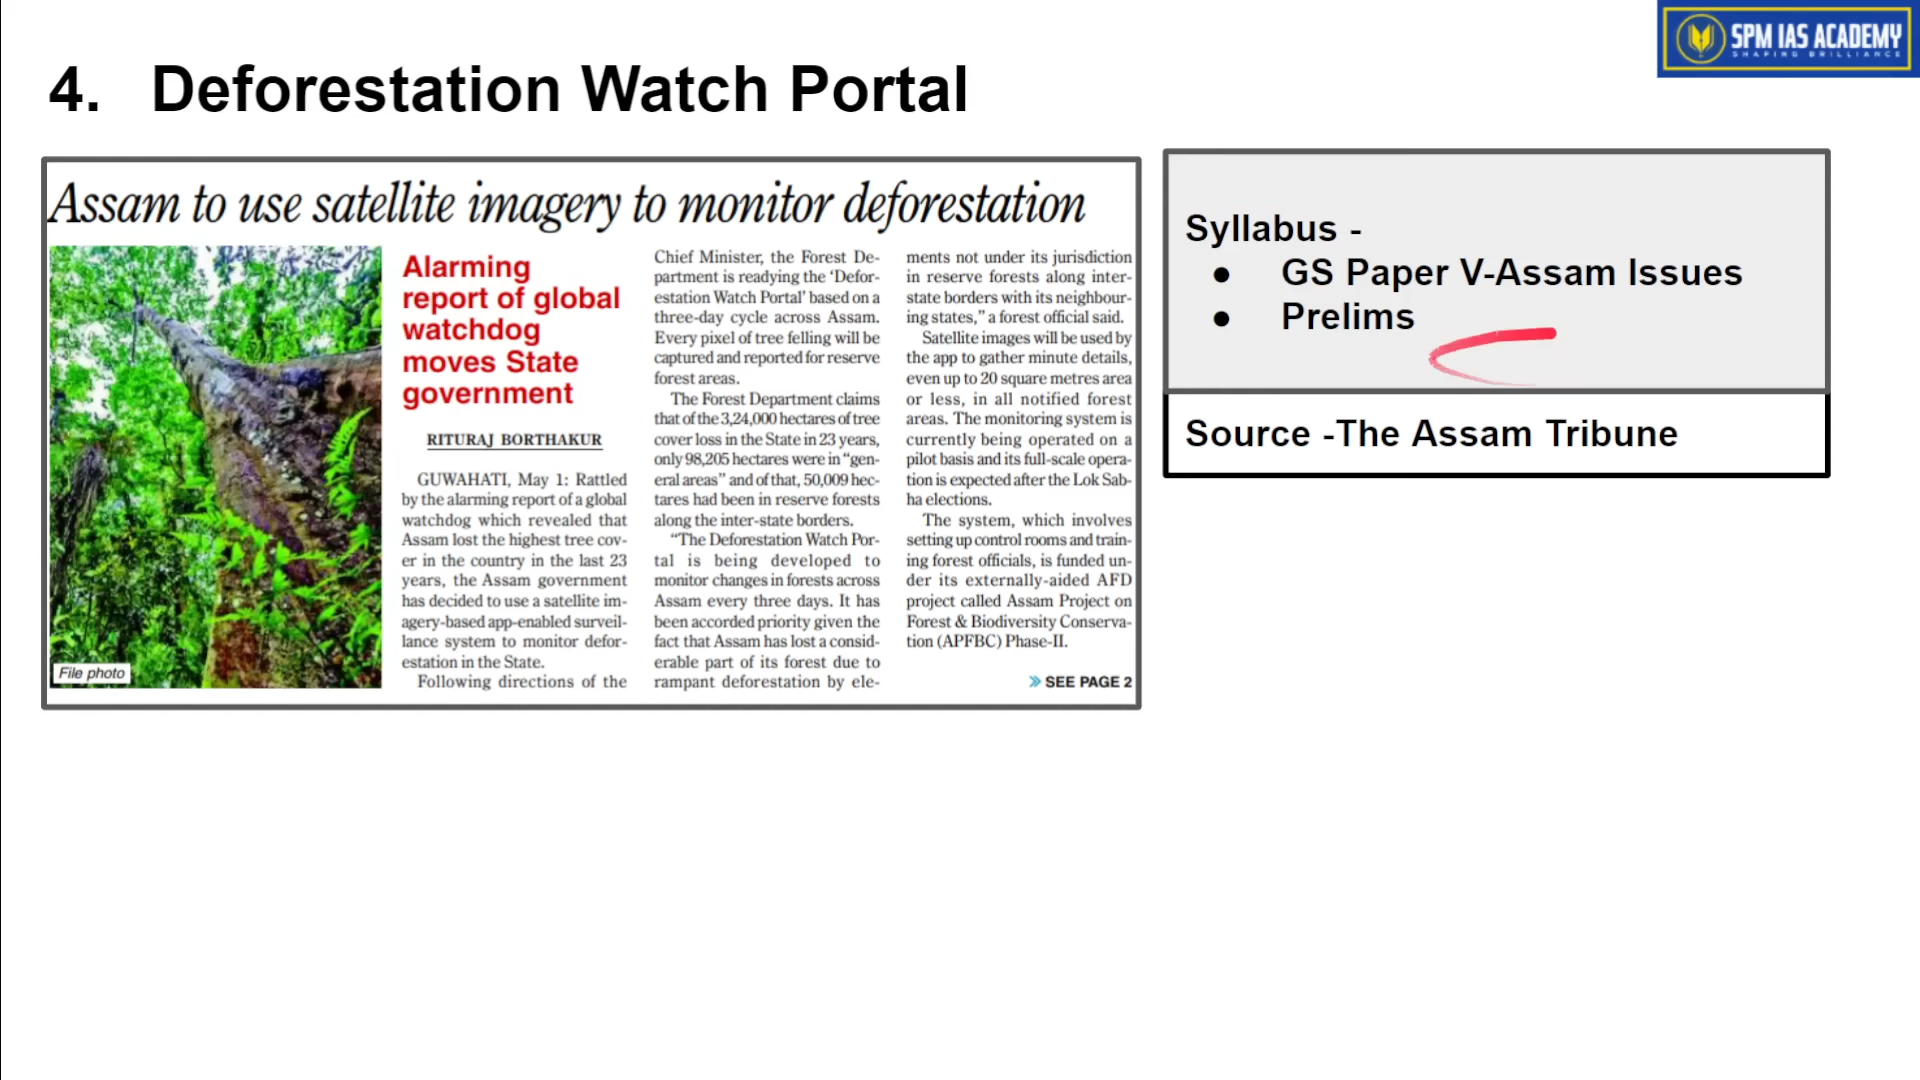 SPM IAS ACADEMY
SHAPING BRILLIANCE
4. Deforestation Watch Portal
Assam to use satellite imagery to monitor deforestation
Alarming
report of global
watchdog
moves State
government
RITURAJ BORTHAKUR
GUWAHATI, May 1: Rattled
by the alarming report of a global
watchdog which revealed that
Assam lost the highest tree cov-
er in the country in the last 23
years, the Assam government
has decided to use a satellite im-
agery-based app-enabled surveil-
lance system to monitor defor-
estation in the State.
Following directions of the
Chief Minister, the Forest De-
partment is readying the ‘Defor-
estation Watch Portal’ based on a
three-day cycle across Assam.
Every pixel of tree felling will be
captured and reported for reserve
forest areas.
The Forest Department claims
that of the 3,24,000 hectares of tree
cover loss in the State in 23 years,
only 98,205 hectares were in “gen-
eral areas” and of that, 50,009 hec-
tares had been in reserve forests
along the inter-state borders.
“The Deforestation Watch Por-
tal is being developed to
monitor changes in forests across
Assam every three days. It has
been accorded priority given the
fact that Assam has lost a consid-
erable part of its forest due to
rampant deforestation by ele-
ments not under its jurisdiction
in reserve forests along inter-
state borders with its neighbour-
ing states,” a forest official said.
Satellite images will be used by
the app to gather minute details,
even up to 20 square metres area
or less, in all notified forest
areas. The monitoring system is
currently being operated on a
pilot basis and its full-scale opera-
tion is expected after the Lok Sab-
ha elections.
The system, which involves
setting up control rooms and train-
ing forest officials, is funded un-
der its externally-aided AFD
project called Assam Project on
Forest & Biodiversity Conserva-
tion (APFBC) Phase-II.
SEE PAGE 2
File photo
Syllabus -
● GS Paper V-Assam Issues
● Prelims
Source -The Assam Tribune